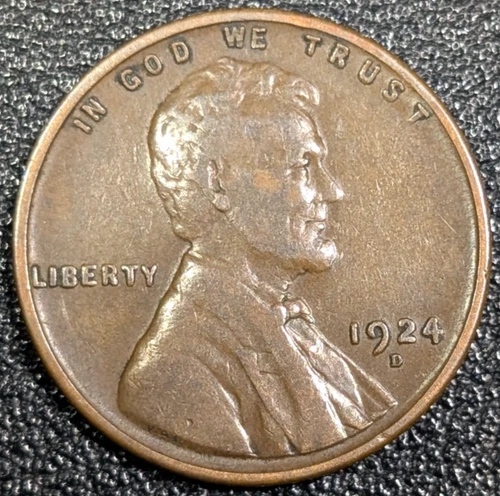 IN GOD WE TRUST
LIBERTY
1924
D